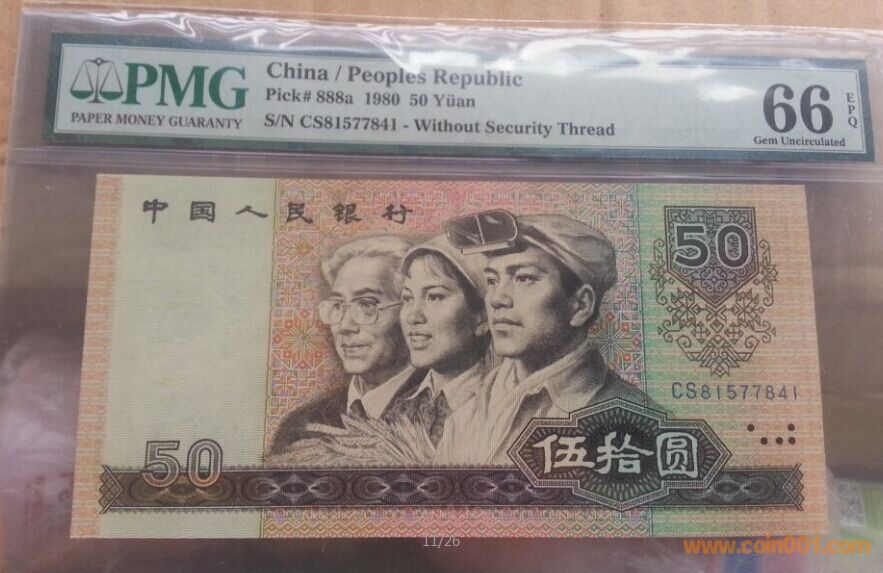 PMG
PAPER MONEY GUARANTY
China / Peoples Republic
Pick# 888a 1980 50 Yüan
S/N CS81577841 - Without Security Thread
66
EPQ
Gem Uncirculated
中国人民银行
50
CS81577841
50
伍拾圆
11/26
www.coin001.com